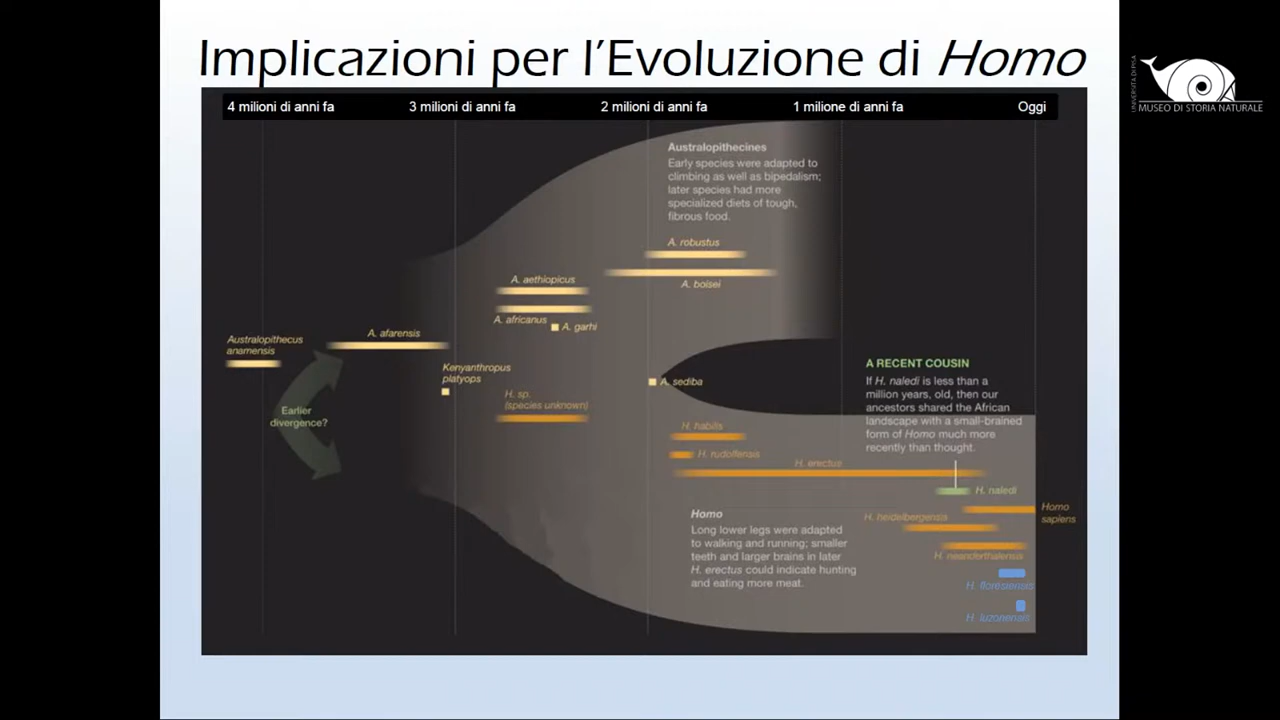 Implicazioni per l'Evoluzione di Homo
UNIVERSITÀ DI PISA
MUSEO DI STORIA NATURALE
4 milioni di anni fa
3 milioni di anni fa
2 milioni di anni fa
1 milione di anni fa
Oggi
Australopithecines
Early species were adapted to
climbing as well as bipedalism;
later species had more
specialized diets of tough,
fibrous food.
A. robustus
A. boisei
A. aethiopicus
A. africanus
A. garhi
A. afarensis
Australopithecus
anamensis
Kenyanthropus
platyops
A. sediba
H. sp.
(species unknown)
Earlier
divergence?
A RECENT COUSIN
If H. naledi is less than a
million years, old, then our
ancestors shared the African
landscape with a small-brained
form of Homo much more
recently than thought.
H. habilis
H. rudolfensis
H. erectus
H. naledi
Homo
sapiens
H. heidelbergensis
H. neanderthalensis
H. floresiensis
H. luzonensis
Homo
Long lower legs were adapted
to walking and running; smaller
teeth and larger brains in later
H. erectus could indicate hunting
and eating more meat.